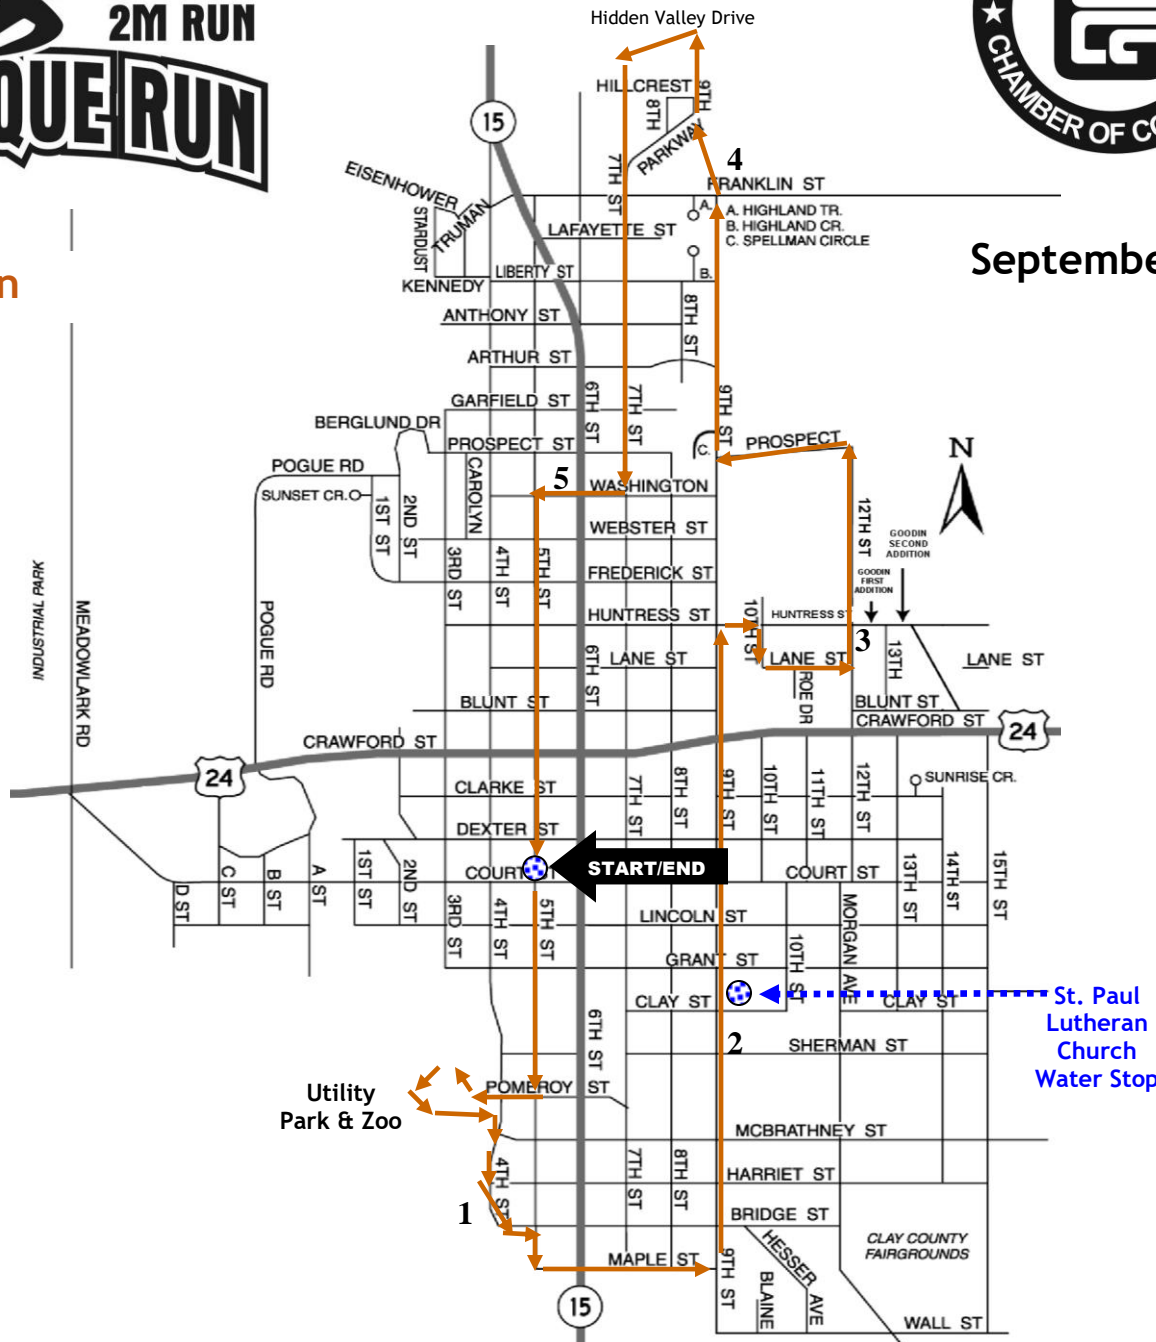 Hidden Valley Drive
2M RUN
QUE RUN
CHAMBER OF CO
Septembe
n
HILLCREST
9TH
8TH
PARKWAY
15
4
7TH ST
FRANKLIN ST
EISENHOWER
TRUMAN
STARDUST
A.
A. HIGHLAND TR.
B. HIGHLAND CR.
C. SPELLMAN CIRCLE
LAFAYETTE ST
LIBERTY ST
B.
KENNEDY
8TH ST
ANTHONY ST
ARTHUR ST
GARFIELD ST
6TH ST
7TH ST
9TH ST
BERGLUND DR
PROSPECT ST
C.
PROSPECT
N
POGUE RD
CAROLYN
5
WASHINGTON
SUNSET CR.
1ST ST
2ND ST
12TH ST
WEBSTER ST
GOODIN
SECOND
ADDITION
3RD ST
4TH ST
5TH ST
FREDERICK ST
GOODIN
FIRST
ADDITION
INDUSTRIAL PARK
MEADOWLARK RD
POGUE RD
HUNTRESS ST
10TH ST
HUNTRESS ST
3
13TH
6TH ST
LANE ST
LANE ST
LANE ST
ROE DR
BLUNT ST
BLUNT ST
CRAWFORD ST
CRAWFORD ST
24
24
CLARKE ST
7TH ST
8TH ST
9TH ST
10TH ST
11TH ST
12TH ST
SUNRISE CR.
DEXTER ST
START/END
COURT ST
COURT ST
D ST
C ST
B ST
A ST
1ST ST
2ND ST
3RD ST
4TH ST
5TH ST
13TH ST
14TH ST
15TH ST
LINCOLN ST
MORGAN AVE
GRANT ST
10TH ST
CLAY ST
CLAY ST
St. Paul
Lutheran
Church
Water Stop
6TH ST
2
SHERMAN ST
Utility
Park & Zoo
POMEROY ST
MCBRATHNEY ST
4TH ST
7TH ST
8TH ST
HARRIET ST
1
BRIDGE ST
HESSER AVE
CLAY COUNTY
FAIRGROUNDS
MAPLE ST
9TH ST
BLAINE
15
WALL ST